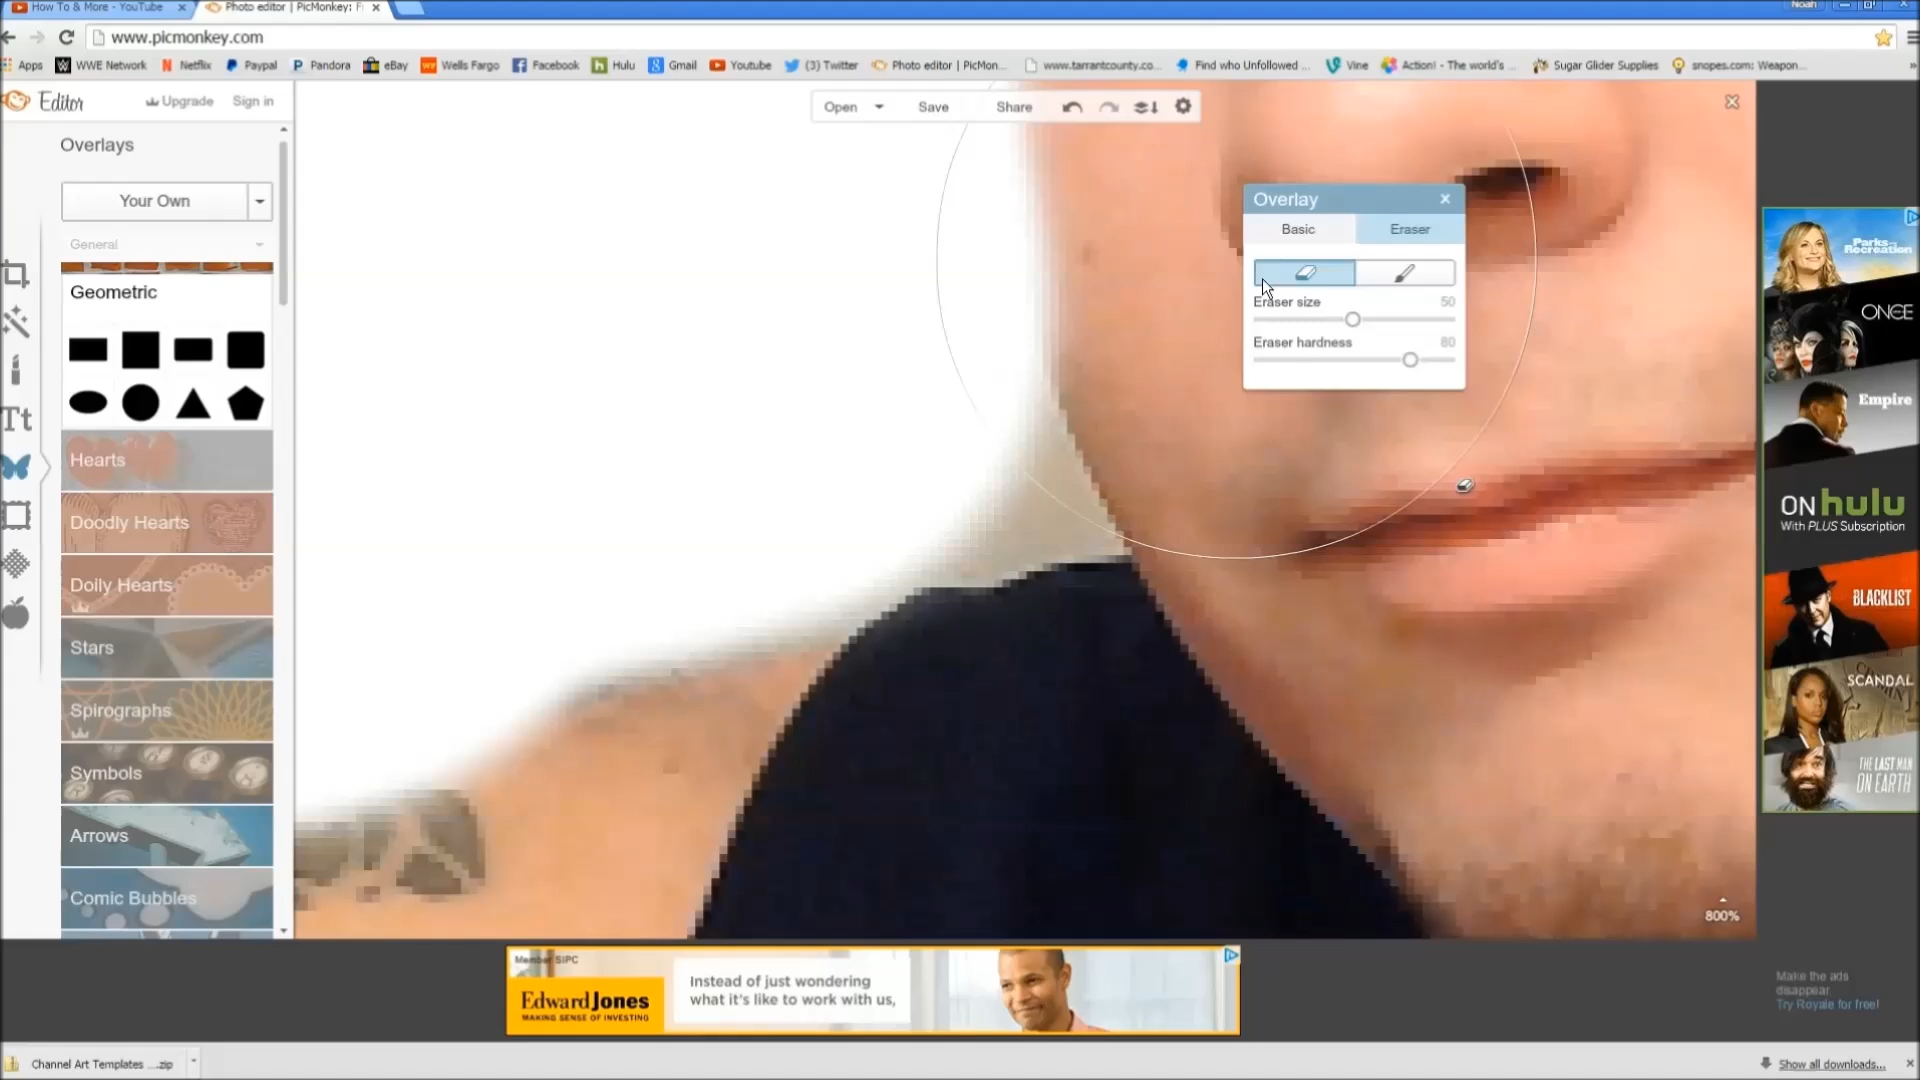 How To & More - YouTube
Photo editor | PicMonkey: F
Noah
www.picmonkey.com
Apps
WWE Network
Netflix
Paypal
Pandora
eBay
Wells Fargo
Facebook
Hulu
Gmail
Youtube
(3) Twitter
Photo editor | PicMon...
www.tarrantcounty.co...
Find who Unfollowed ...
Vine
Action! - The world's ...
Sugar Glider Supplies
snopes.com: Weapon...
Editor
Upgrade
Sign in
Open
Save
Share
Overlays
Your Own
General
Geometric
Hearts
Doodly Hearts
Doily Hearts
Stars
Spirographs
Symbols
Arrows
Comic Bubbles
Tt
Overlay
Basic
Eraser
Eraser size
50
Eraser hardness
80
800%
Parks and
Recreation
ONCE
Empire
ON hulu
With PLUS Subscription
BLACKLIST
SCANDAL
THE LAST MAN
ON EARTH
Member SIPC
Edward Jones
MAKING SENSE OF INVESTING
Instead of just wondering
what it's like to work with us,
Make the ads
disappear.
Try Royale for free!
Channel Art Templates ....zip
Show all downloads...